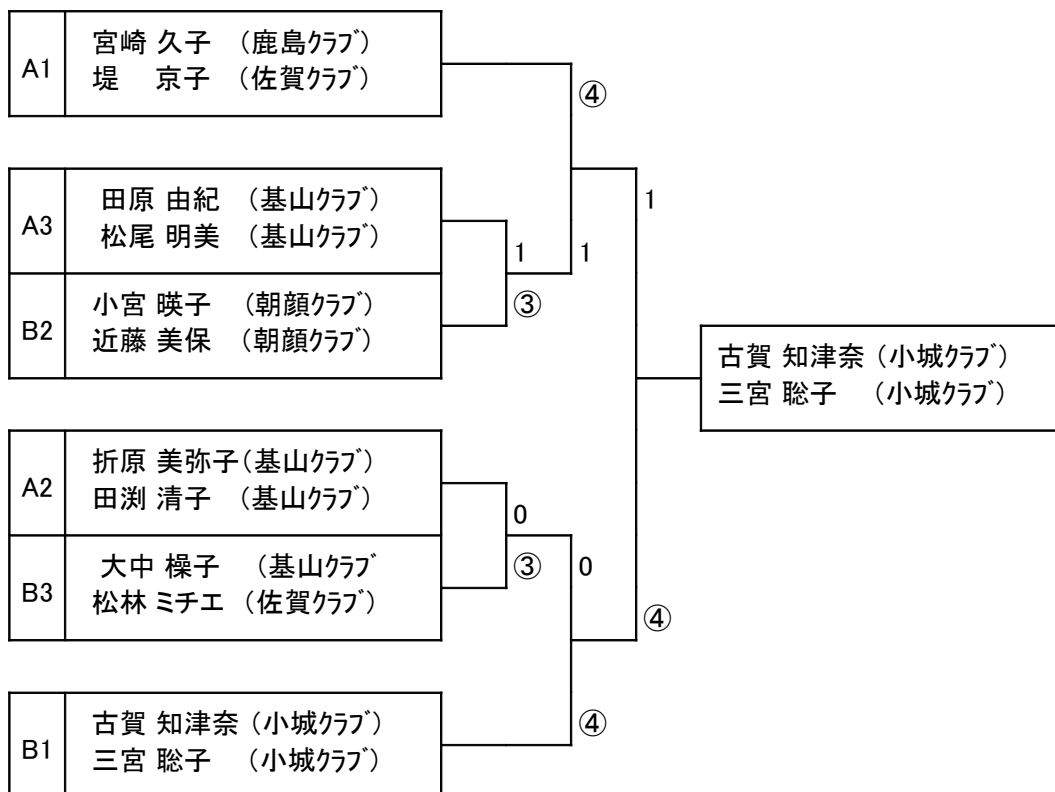 A1
宮崎 久子 (鹿島ｸﾗﾌﾞ)
堤 京子 (佐賀ｸﾗﾌﾞ)
④
A3
田原 由紀 (基山ｸﾗﾌﾞ)
松尾 明美 (基山ｸﾗﾌﾞ)
1
1
1
B2
小宮 暎子 (朝顔ｸﾗﾌﾞ)
近藤 美保 (朝顔ｸﾗﾌﾞ)
③
古賀 知津奈 (小城ｸﾗﾌﾞ)
三宮 聡子 (小城ｸﾗﾌﾞ)
A2
折原 美弥子(基山ｸﾗﾌﾞ)
田渕 清子 (基山ｸﾗﾌﾞ)
0
B3
大中 橾子 (基山ｸﾗﾌﾞ
松林 ミチエ (佐賀ｸﾗﾌﾞ)
③
0
④
B1
古賀 知津奈 (小城ｸﾗﾌﾞ)
三宮 聡子 (小城ｸﾗﾌﾞ)
④